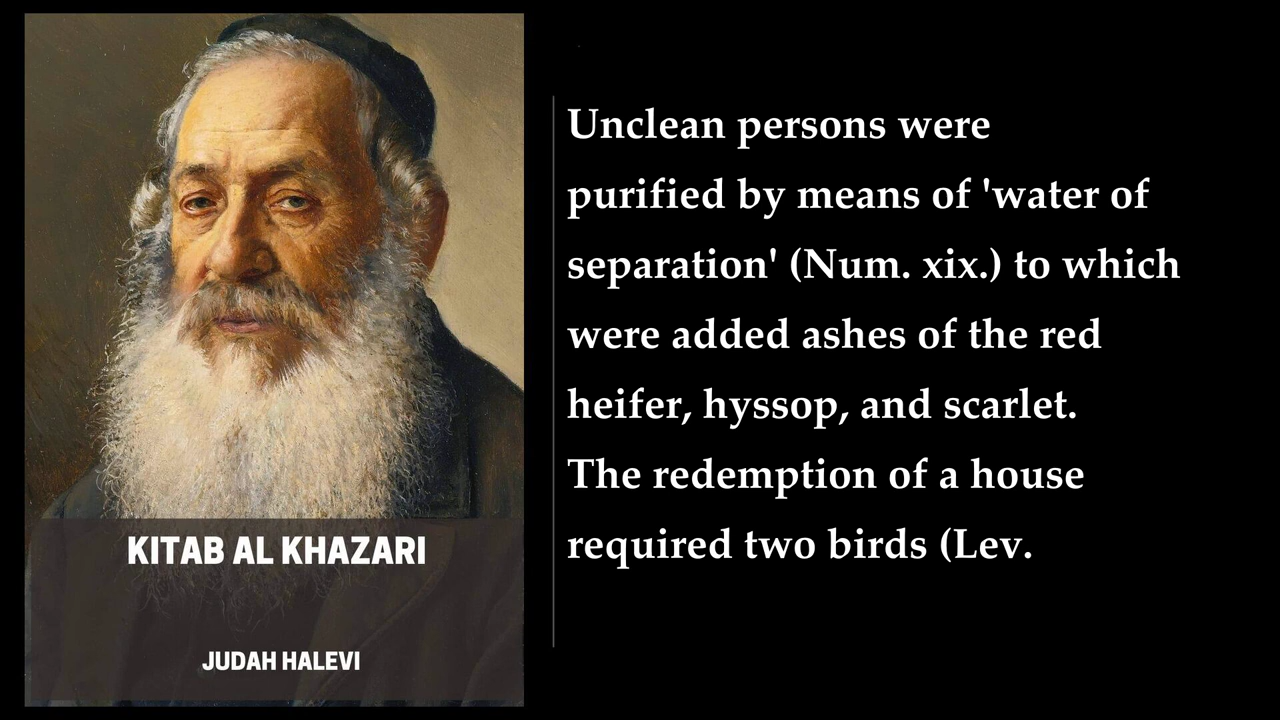 KITAB AL KHAZARI
JUDAH HALEVI
Unclean persons were
purified by means of 'water of
separation' (Num. xix.) to which
were added ashes of the red
heifer, hyssop, and scarlet.
The redemption of a house
required two birds (Lev.